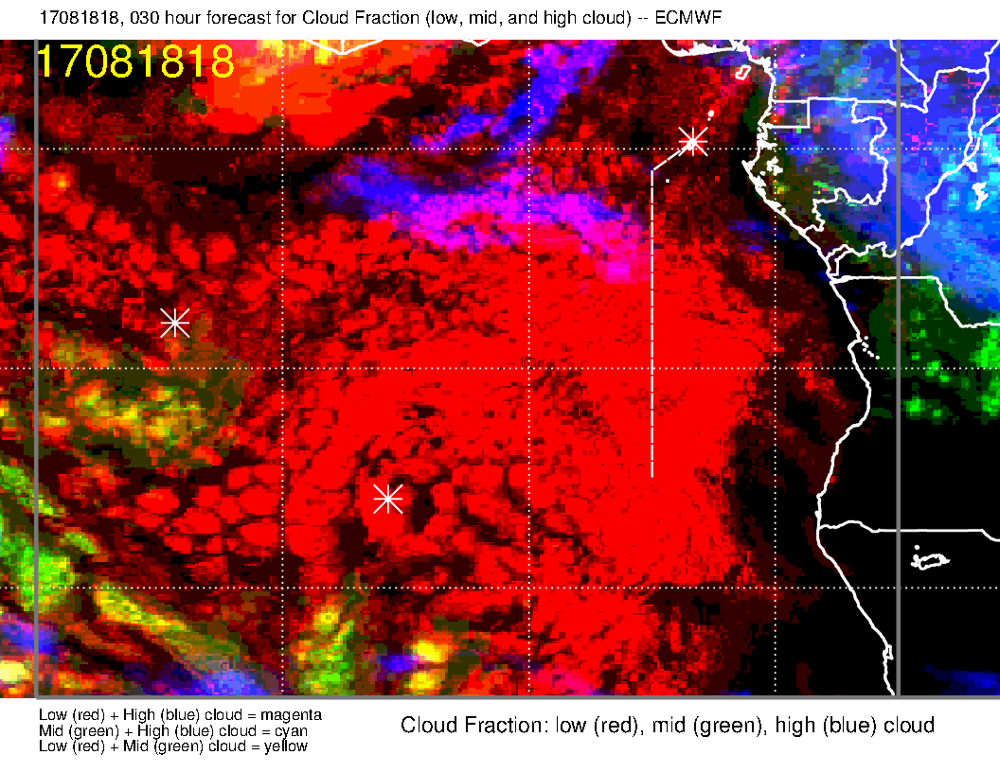 17081818, 030 hour forecast for Cloud Fraction (low, mid, and high cloud) -- ECMWF
17081818
Low (red) + High (blue) cloud = magenta
Mid (green) + High (blue) cloud = cyan
Low (red) + Mid (green) cloud = yellow
Cloud Fraction: low (red), mid (green), high (blue) cloud